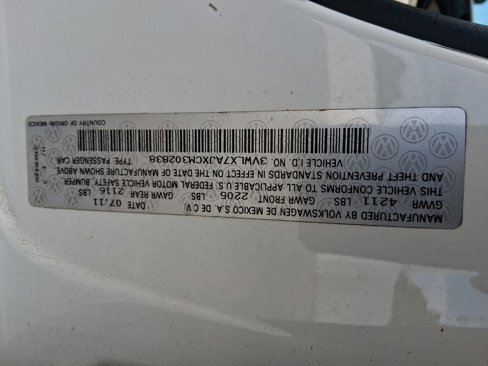 MANUFACTURED BY VOLKSWAGEN DE MEXICO S.A. DE C V 07.11
GVWR 4211 LBS GAWR FRONT 2205 LBS GAWR REAR 2116 LBS
THIS VEHICLE CONFORMS TO ALL APPLICABLE U.S. FEDERAL MOTOR VEHICLE SAFETY, BUMPER,
AND THEFT PREVENTION STANDARDS IN EFFECT ON THE DATE OF MANUFACTURE SHOWN ABOVE.
VEHICLE I.D. NO.: 3VWLX7AJXCM302838 TYPE: PASSENGER CAR
COUNTRY OF ORIGIN: MEXICO